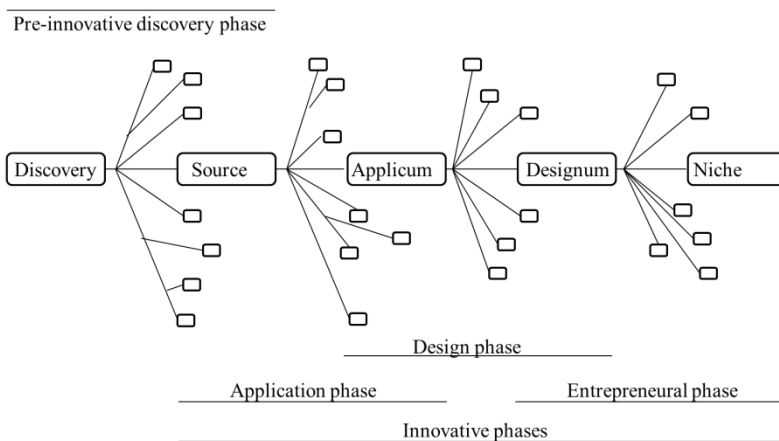 Pre-innovative discovery phase
Discovery
Source
Applicum
Designum
Niche
Design phase
Application phase
Entrepreneural phase
Innovative phases